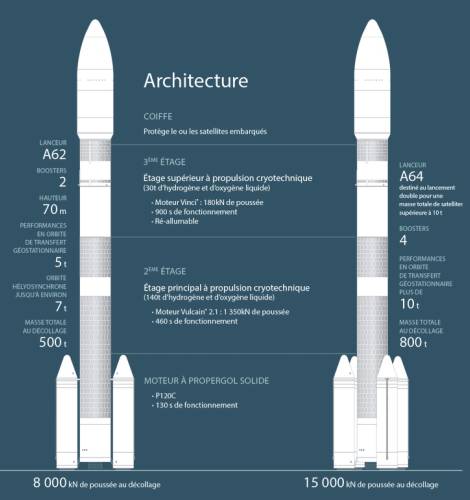 Architecture
COIFFE
Protège le ou les satellites embarqués
3ÈME ÉTAGE
Étage supérieur à propulsion cryotechnique
(30t d'hydrogène et d'oxygène liquide)
• Moteur Vinci® : 180kN de poussée
• 900 s de fonctionnement
• Ré-allumable
2ÈME ÉTAGE
Étage principal à propulsion cryotechnique
(140t d'hydrogène et d'oxygène liquide)
• Moteur Vulcain® 2.1 : 1 350kN de poussée
• 460 s de fonctionnement
MOTEUR À PROPERGOL SOLIDE
• P120C
• 130 s de fonctionnement
LANCEUR
A62
BOOSTERS
2
HAUTEUR
70 m
PERFORMANCES
EN ORBITE
DE TRANSFERT
GÉOSTATIONNAIRE
5 t
ORBITE
HÉLYOSYNCHRONE
JUSQU'À ENVIRON
7 t
MASSE TOTALE
AU DÉCOLLAGE
500 t
LANCEUR
A64
destiné au lancement
double pour une
masse totale de satelliter
supérieure à 10 t
BOOSTERS
4
PERFORMANCES
EN ORBITE
DE TRANSFERT
GÉOSTATIONNAIRE
PLUS DE
10 t
MASSE TOTALE
AU DÉCOLLAGE
800 t
8 000 kN de poussée au décollage
15 000 kN de poussée au décollage